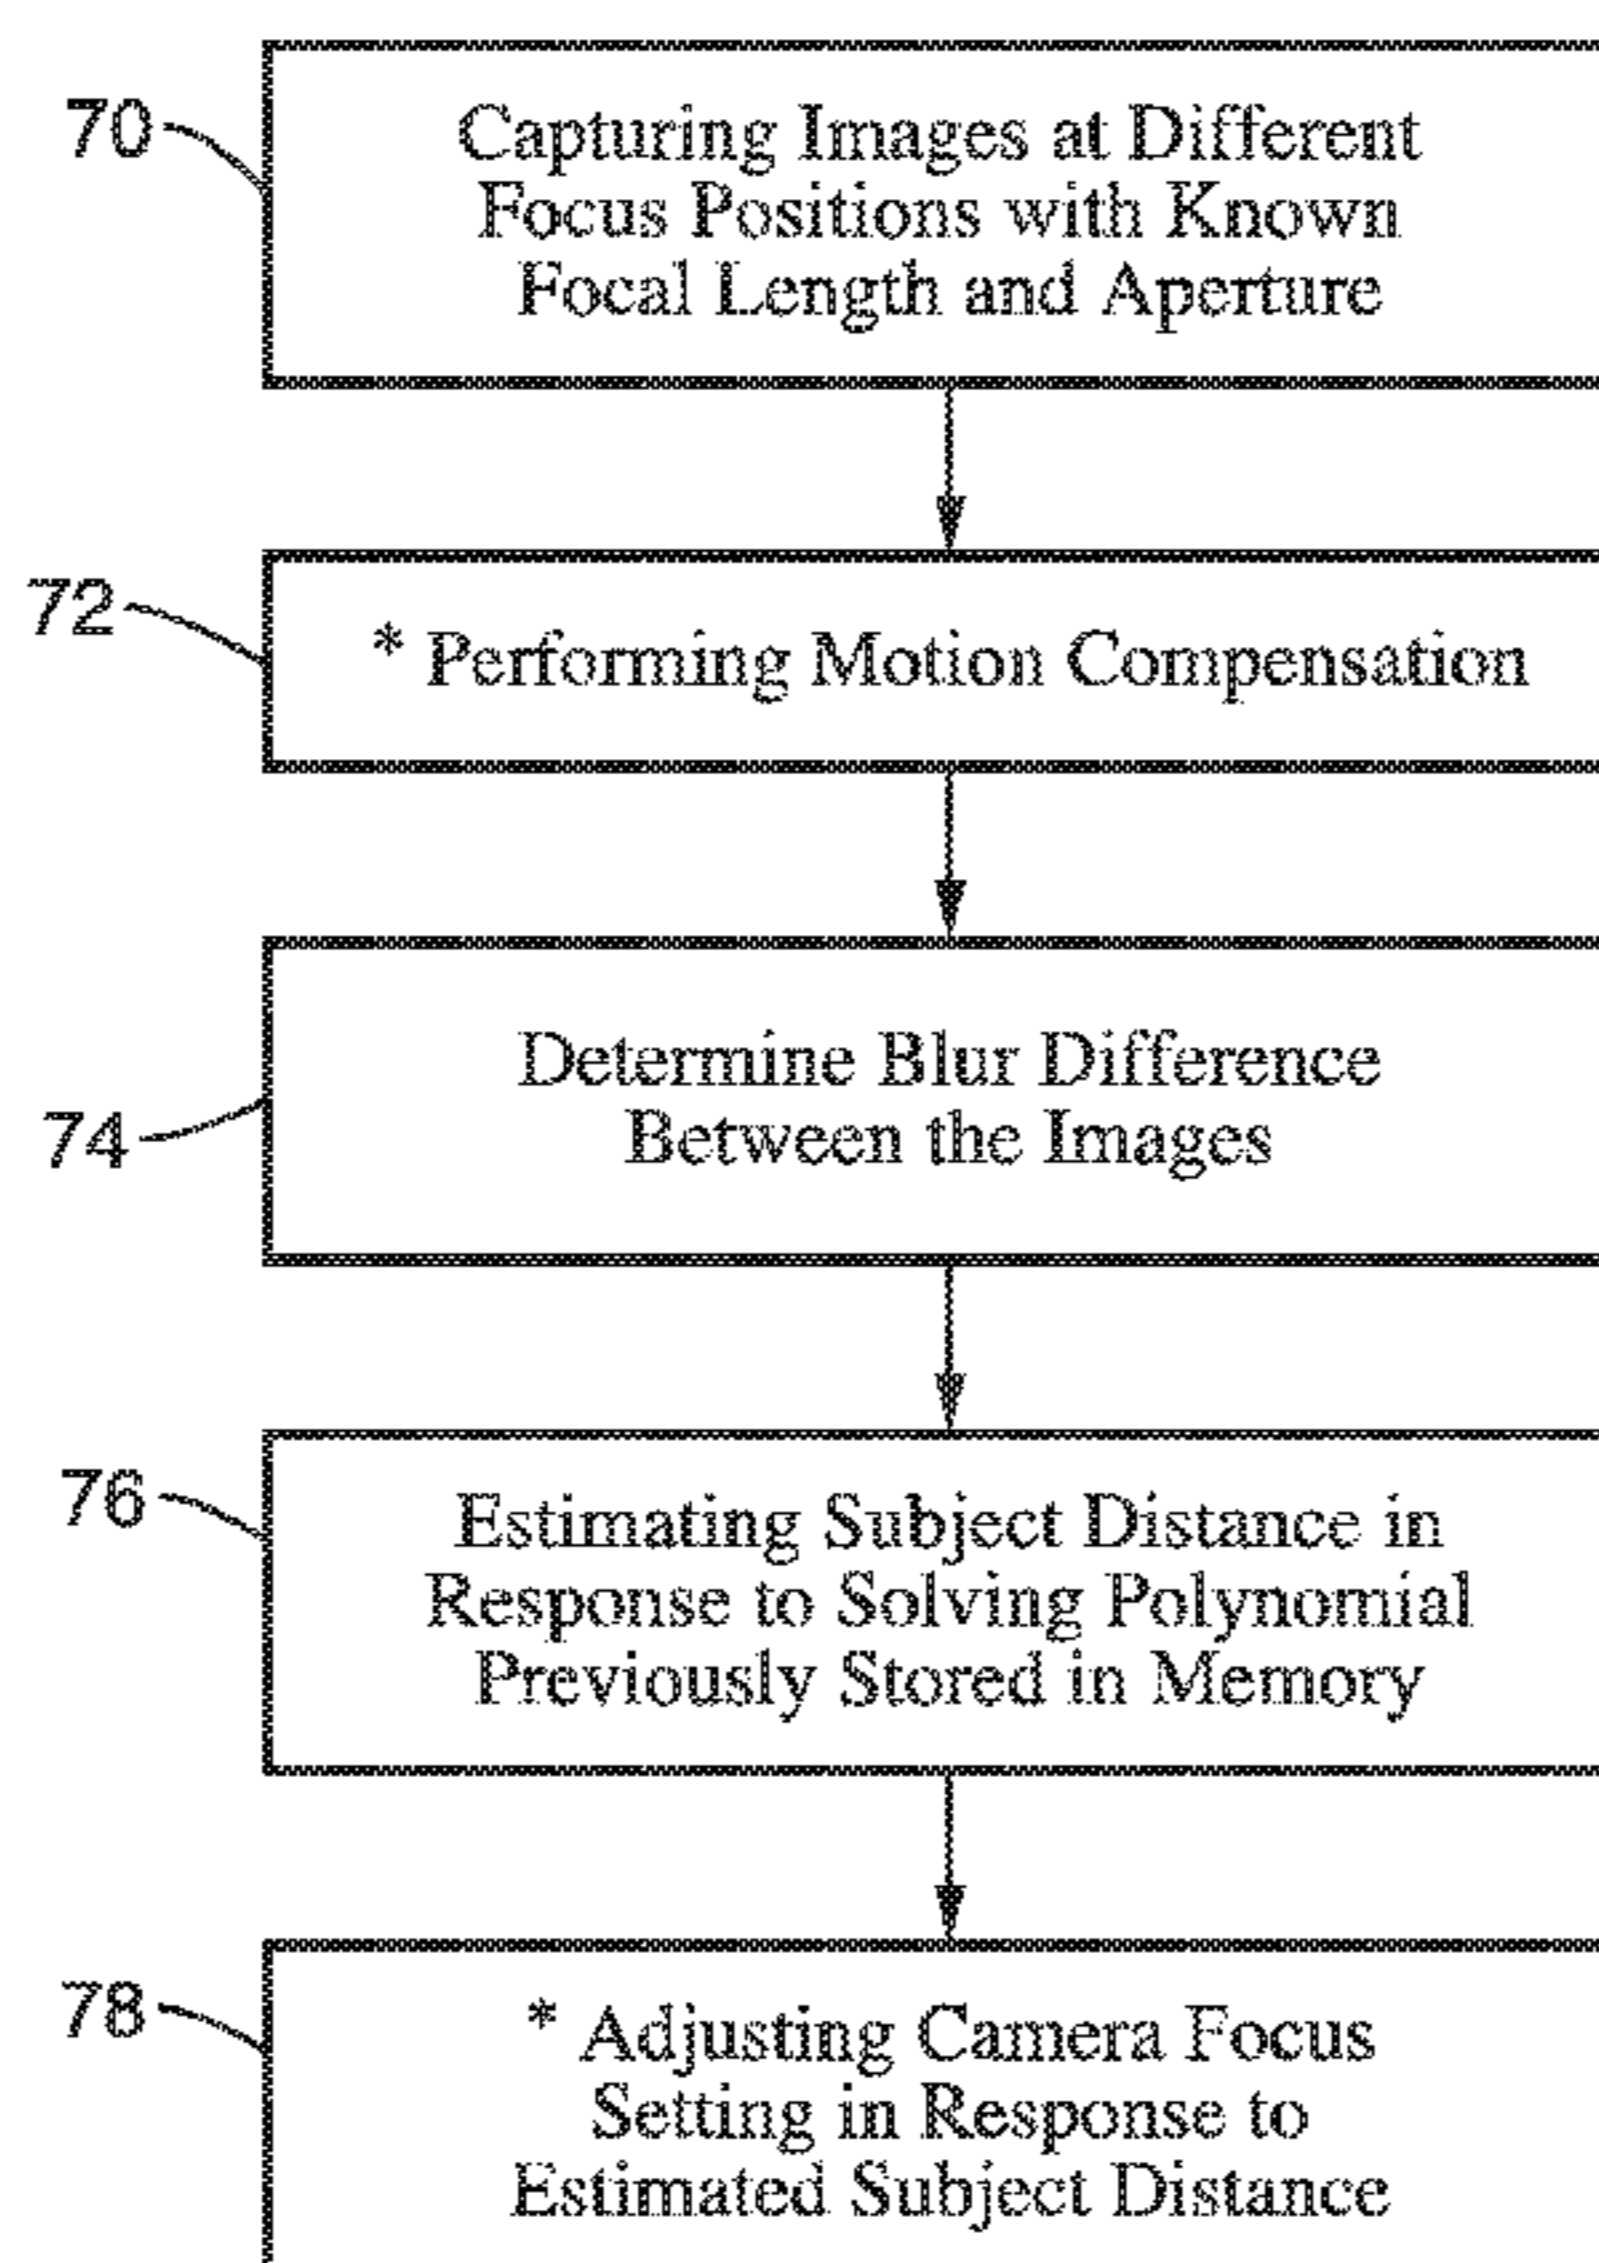 70
Capturing Images at Different
Focus Positions with Known
Focal Length and Aperture
72
* Performing Motion Compensation
74
Determine Blur Difference
Between the Images
76
Estimating Subject Distance in
Response to Solving Polynomial
Previously Stored in Memory
78
* Adjusting Camera Focus
Setting in Response to
Estimated Subject Distance